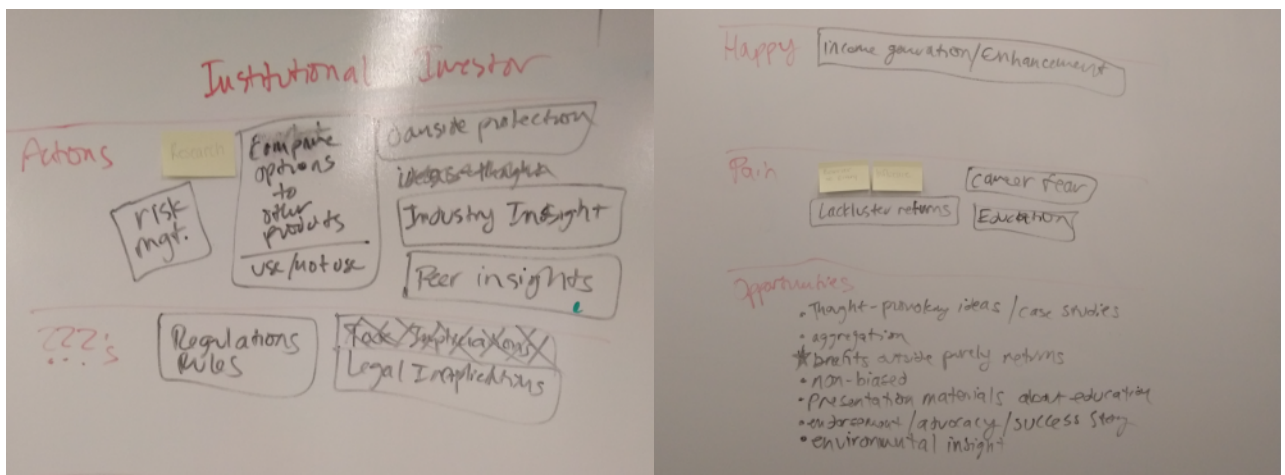 Institutional Investor
Actions
Research
risk
mgt.
Compare
options
to
other
products
use/not use
Downside protection
Industry Insight
Peer insights
???'s
Regulations
Rules
Tax Implications
Legal Implications
Happy
Income generation/Enhancement
Pain
Lackluster returns
Career fear
Education
Opportunities
• Thought-provoking ideas / case studies
• aggregation
★ benefits outside purely returns
• non-biased
• presentation materials about education
• endorsement / advocacy / success story
• environmental insight